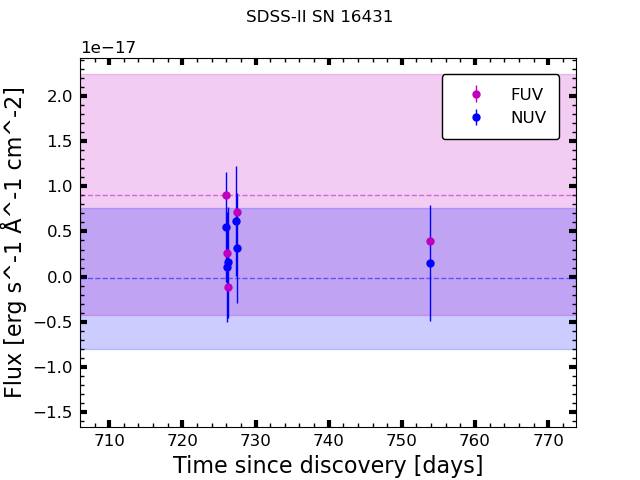 SDSS-II SN 16431
1e−17
FUV
NUV
Flux [erg s^-1 Å^-1 cm^-2]
2.0
1.5
1.0
0.5
0.0
−0.5
−1.0
−1.5
710 720 730 740 750 760 770
Time since discovery [days]